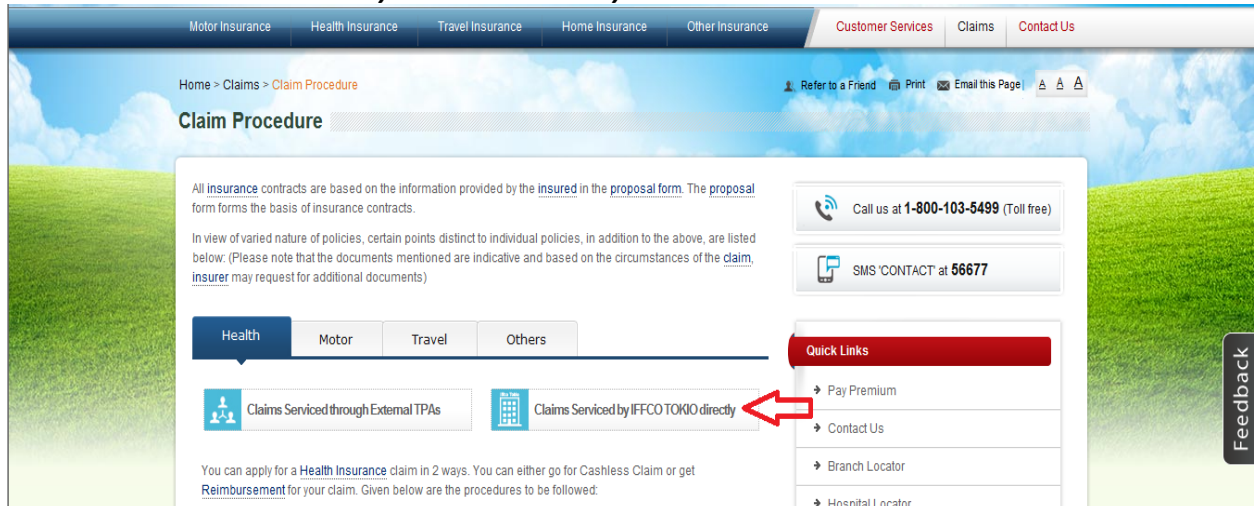 Motor Insurance Health Insurance Travel Insurance Home Insurance Other Insurance Customer Services Claims Contact Us
Home > Claims > Claim Procedure
Refer to a Friend Print Email this Page| A A A
Claim Procedure
All insurance contracts are based on the information provided by the insured in the proposal form. The proposal
form forms the basis of insurance contracts.
In view of varied nature of policies, certain points distinct to individual policies, in addition to the above, are listed
below: (Please note that the documents mentioned are indicative and based on the circumstances of the claim,
insurer may request for additional documents)
Call us at 1-800-103-5499 (Toll free)
SMS 'CONTACT' at 56677
Health Motor Travel Others
Claims Serviced through External TPAs
Claims Serviced by IFFCO TOKIO directly
You can apply for a Health Insurance claim in 2 ways. You can either go for Cashless Claim or get
Reimbursement for your claim. Given below are the procedures to be followed:
Quick Links
Pay Premium
Contact Us
Branch Locator
Hospital Locator
Feedback